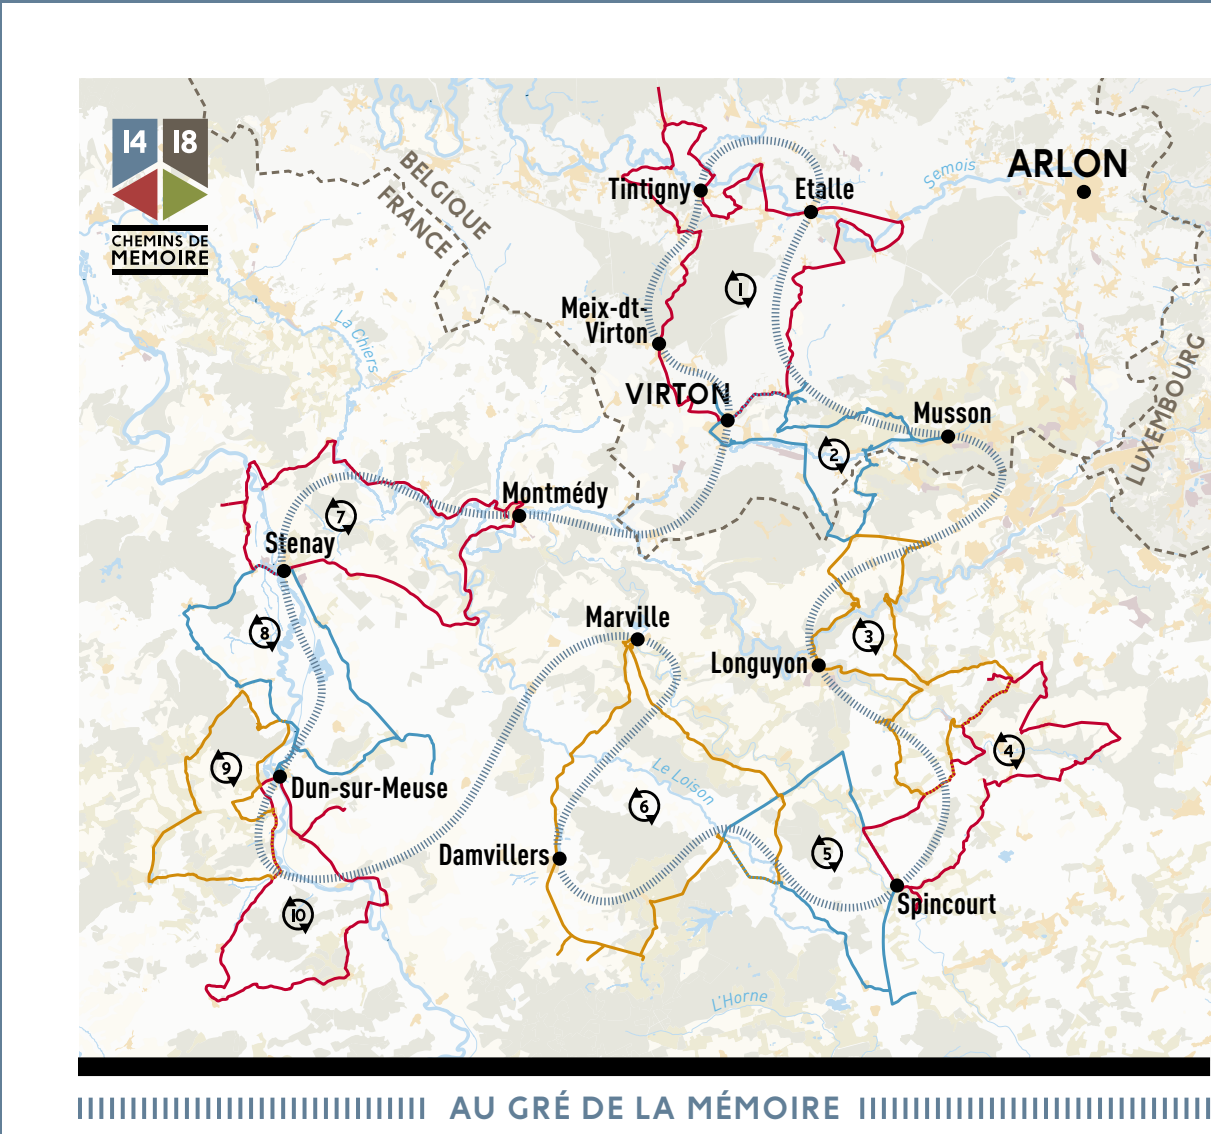 14 18
CHEMINS DE
MEMOIRE
BELGIQUE
FRANCE
Tintigny
Etalle
Semois
ARLON
1
Meix-dt-
Virton
La Chiers
VIRTON
Musson
LUXEMBOURG
2
Montmédy
7
Stenay
8
Marville
3
Longuyon
4
9
Dun-sur-Meuse
Le Loison
6
Damvillers
5
Spincourt
10
L'Horne
AU GRÉ DE LA MÉMOIRE